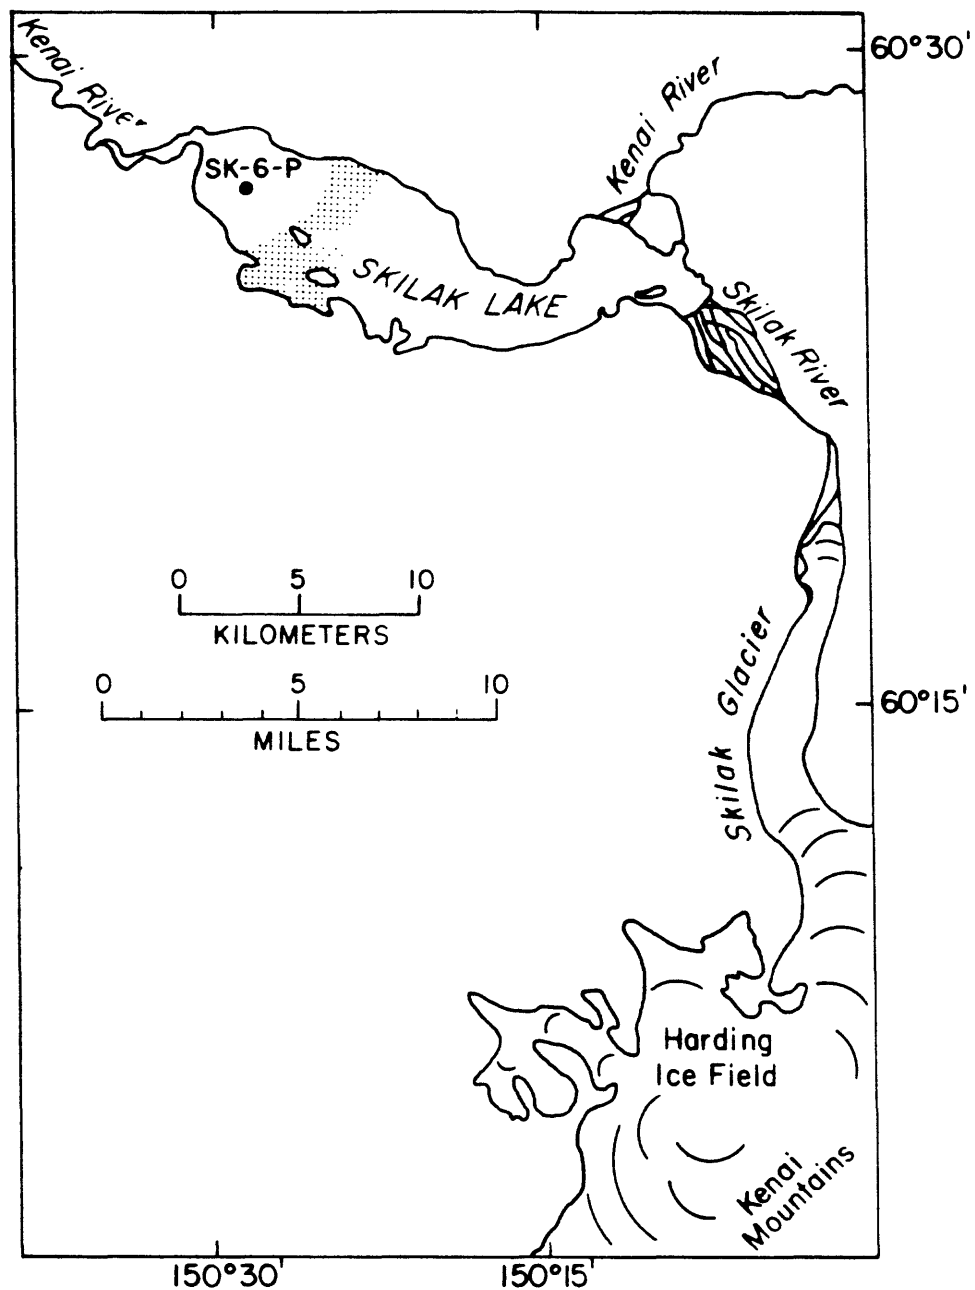 Kenai River
60°30'
Kenai River
SK-6-P
SKILAK LAKE
Skilak River
0 5 10
KILOMETERS
0 5 10
MILES
Skilak Glacier
60°15'
Harding
Ice Field
Kenai
Mountains
150°30'
150°15'